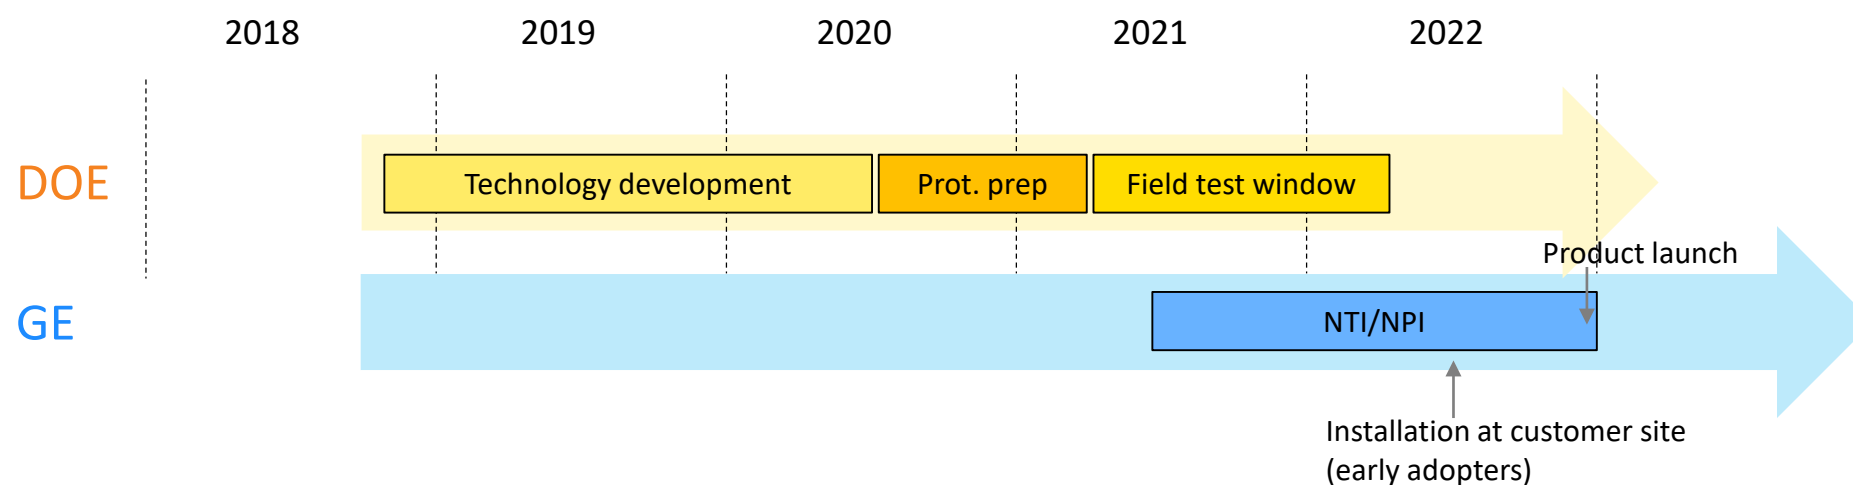 2018 2019 2020 2021 2022
DOE
Technology development
Prot. prep
Field test window
Product launch
GE
NTI/NPI
Installation at customer site
(early adopters)